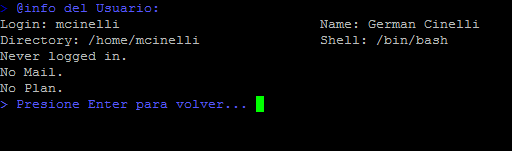 > @info del Usuario:
Login: mcinelli Name: German Cinelli
Directory: /home/mcinelli Shell: /bin/bash
Never logged in.
No Mail.
No Plan.
> Presione Enter para volver...